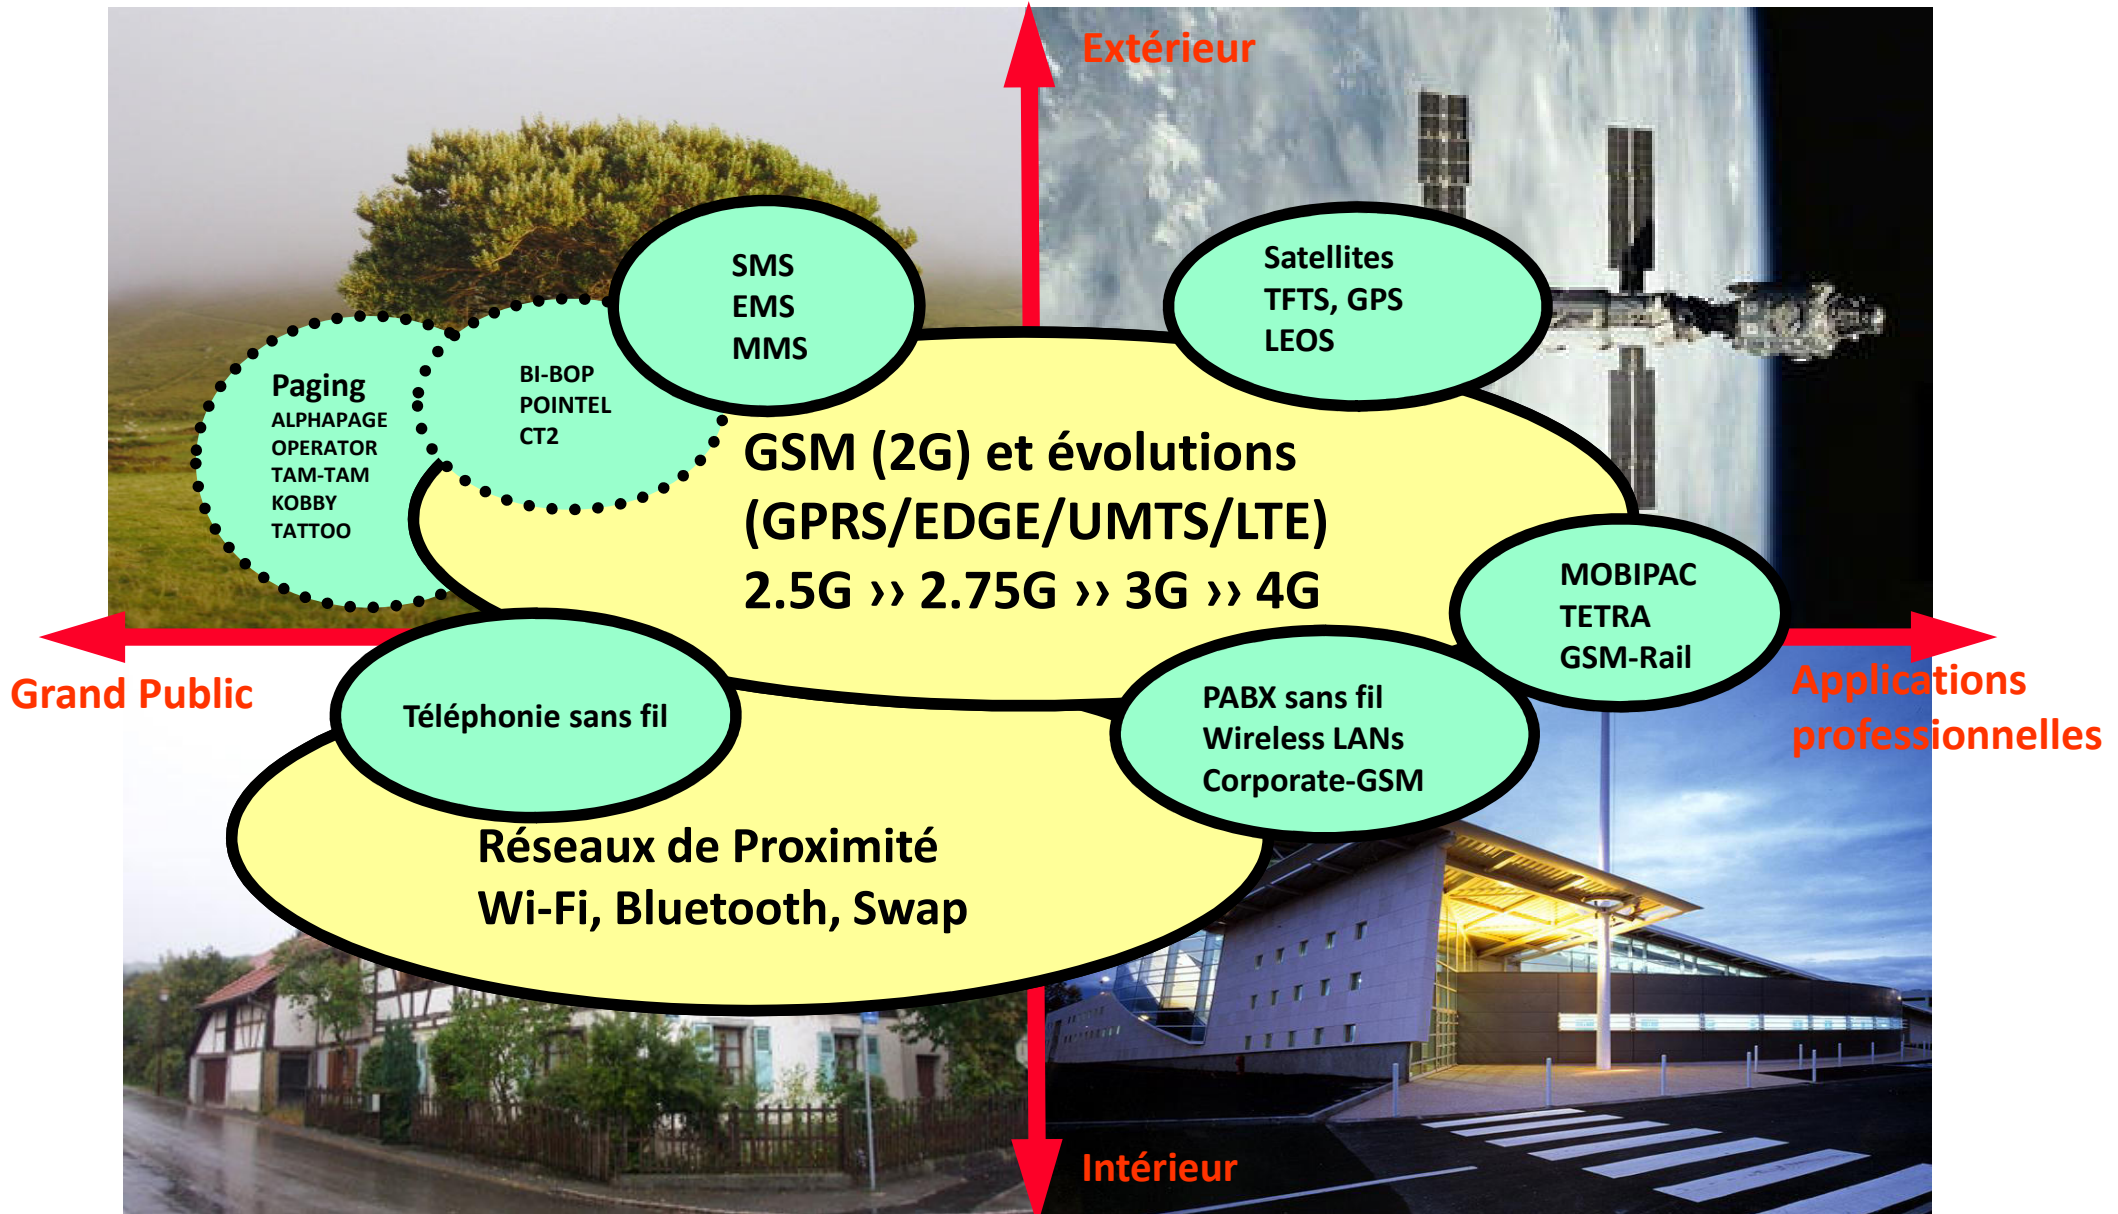 Extérieur
SMS
EMS
MMS
Satellites
TFTS, GPS
LEOS
Paging
ALPHAPAGE
OPERATOR
TAM-TAM
KOBBY
TATTOO
BI-BOP
POINTEL
CT2
GSM (2G) et évolutions
(GPRS/EDGE/UMTS/LTE)
2.5G ›› 2.75G ›› 3G ›› 4G
MOBIPAC
TETRA
GSM-Rail
Grand Public
Applications
professionnelles
Téléphonie sans fil
PABX sans fil
Wireless LANs
Corporate-GSM
Réseaux de Proximité
Wi-Fi, Bluetooth, Swap
Intérieur